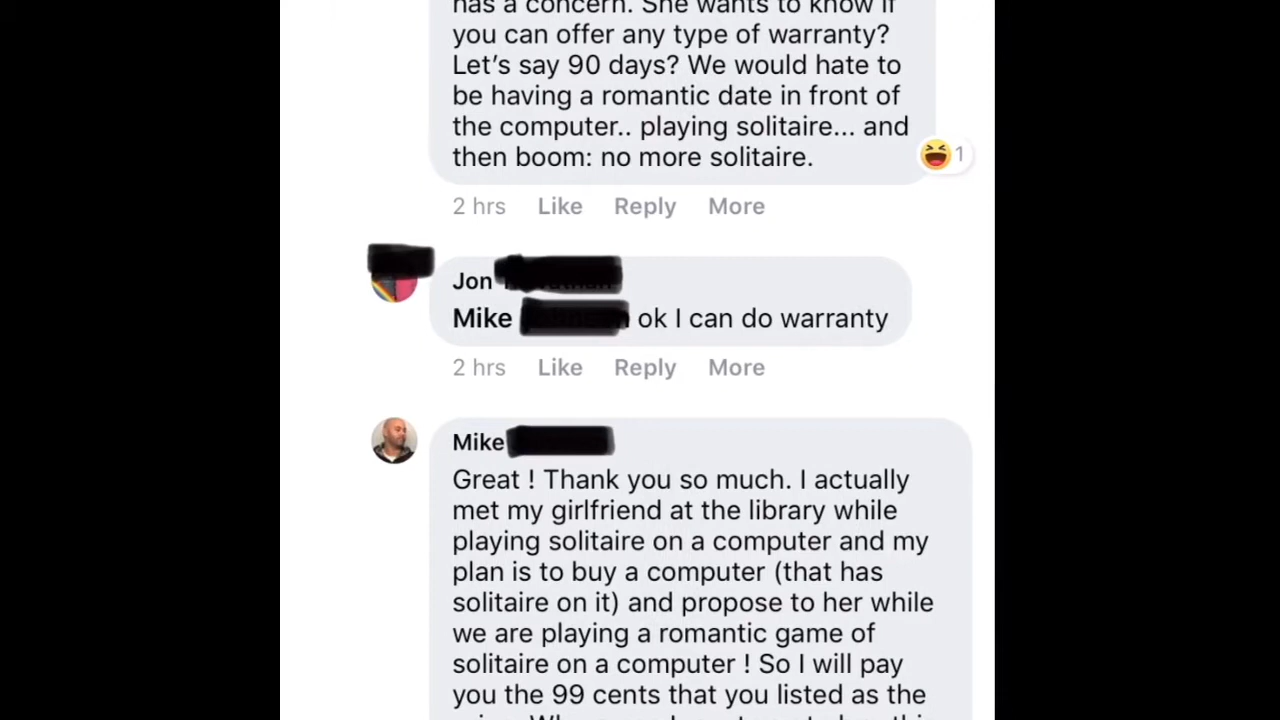 has a concern. She wants to know if
you can offer any type of warranty?
Let's say 90 days? We would hate to
be having a romantic date in front of
the computer.. playing solitaire... and
then boom: no more solitaire.
1
2 hrs Like Reply More
Jon
Mike ok I can do warranty
2 hrs Like Reply More
Mike
Great ! Thank you so much. I actually
met my girlfriend at the library while
playing solitaire on a computer and my
plan is to buy a computer (that has
solitaire on it) and propose to her while
we are playing a romantic game of
solitaire on a computer ! So I will pay
you the 99 cents that you listed as the